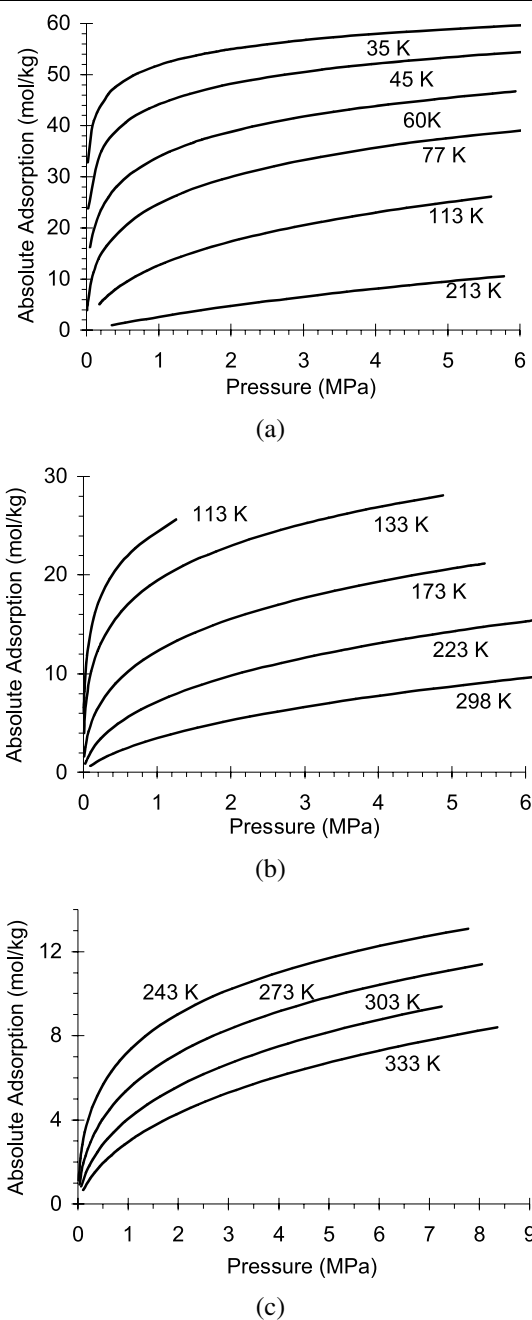 60
50
40
30
20
10
0
Absolute Adsorption (mol/kg)
35 K
45 K
60K
77 K
113 K
213 K
0 1 2 3 4 5 6
Pressure (MPa)
(a)
30
20
10
0
Absolute Adsorption (mol/kg)
113 K
133 K
173 K
223 K
298 K
0 1 2 3 4 5 6
Pressure (MPa)
(b)
12
8
4
0
Absolute Adsorption (mol/kg)
243 K
273 K
303 K
333 K
0 1 2 3 4 5 6 7 8 9
Pressure (MPa)
(c)